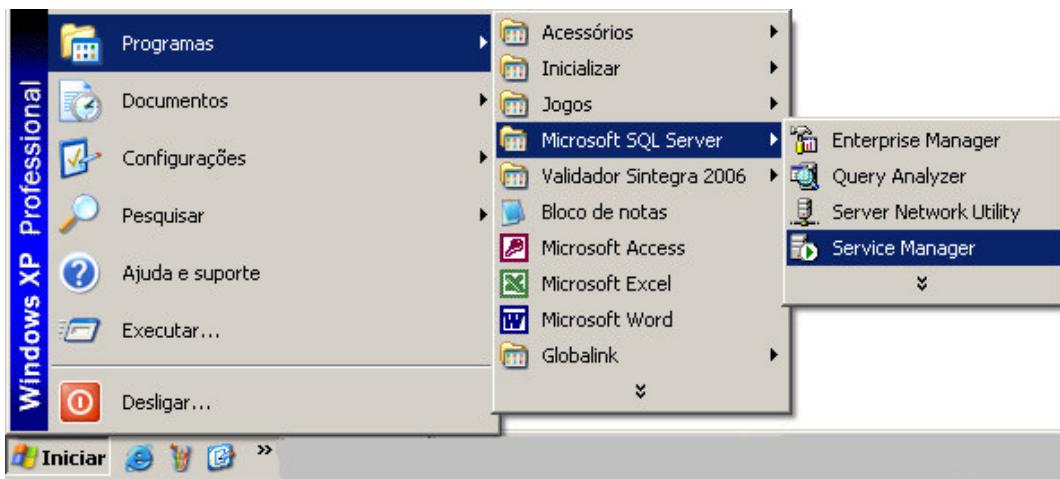 Windows XP Professional
Programas
Documentos
Configurações
Pesquisar
Ajuda e suporte
Executar...
Desligar...
Acessórios
Inicializar
Jogos
Microsoft SQL Server
Validador Sintegra 2006
Bloco de notas
Microsoft Access
Microsoft Excel
Microsoft Word
Globalink
Enterprise Manager
Query Analyzer
Server Network Utility
Service Manager
Iniciar